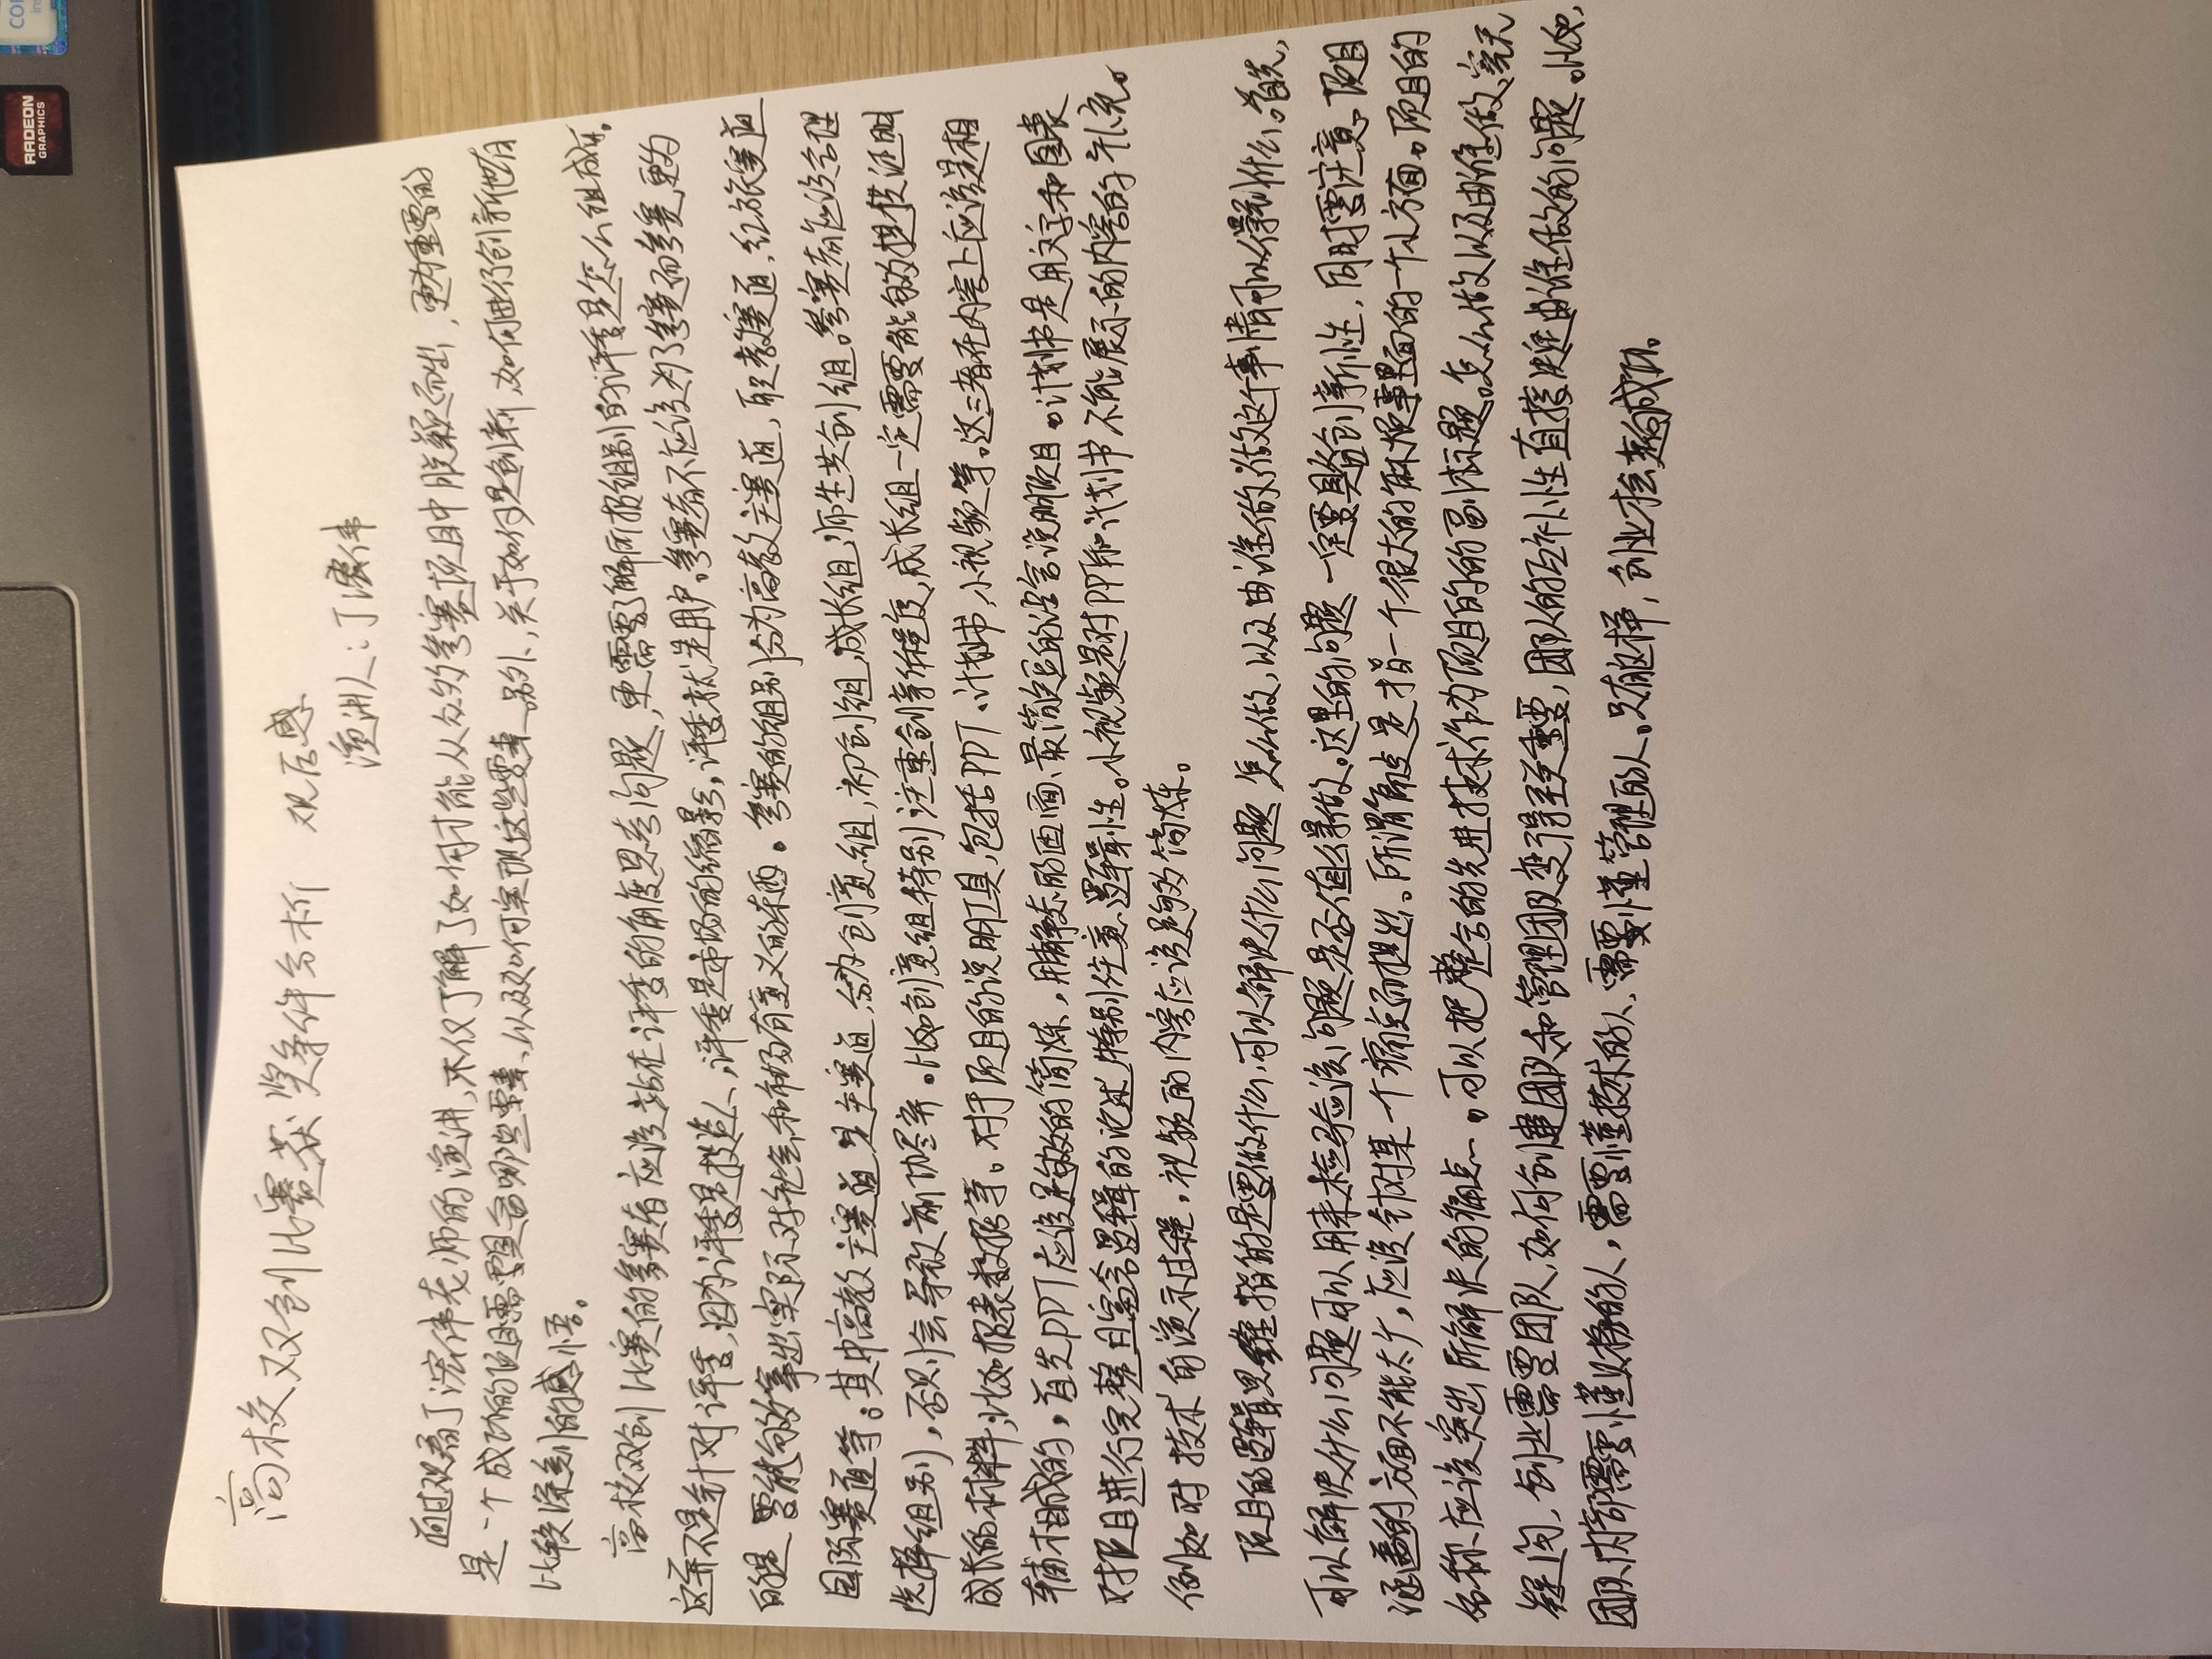 RADEON
GRAPHICS
高校双创比赛获奖条件分析 观后感
演讲人:丁宏伟
通过观看丁宏伟老师的演讲,不仅了解了如何才能从众多参赛项目中脱颖而出,更为重要的
是一个成功的项目需要具备哪些要素、以及如何实现这些要素。另外,关于如何是创新、如何进行创新也有
比较深刻的感悟。
高校双创比赛的参赛者应该站在评委的角度思考问题,更需要了解所报组别的评委是怎么组成的。
这并不是针对评委,因为评委是投资人,评委是市场的缩影,评委就是用户。参赛者不应该为了参赛而参赛,更为
的是要能够拿出实际对社会和市场有意义的东西。参赛的组别分为高教主赛道,职教赛道,红旅赛道
国际赛道等。其中高教主赛道是主赛道,分为创意组,初创组,成长组,师生共创组。参赛者应该合理
选择组别,否则会导致前功尽弃。比如创意组特别注重创新程度,成长组一定需要能够提供证明
成长的材料,比如报表数据等。对于项目的说明工具,包括PPT、计划书,小视频等。这三者在内容上应该是相
辅相成的,首先PPT应该足够的简炼,用静态的画面、最简短的语言说明项目。计划书是用文字和图表
对项目进行完整且富含逻辑的论述,特别注意逻辑性。小视频是对PPT和计划书不能展示的内容的补充。
例如对技术的演示过程,视频的内容应该足够简炼。
项目的逻辑思维指的是要做什么,可以解决什么问题 怎么做,以及由谁做,做这个事情可以得到什么。首先,
可以解决什么问题可以用来检验该问题是否值得做。这里的问题一定要具备创新性,同时要注意项目
涵盖的方面不能太广,应该针对某一个痛点而提出。所谓痛点是指一个很大的麻烦事里面的一个小方面。项目的
名称应该突出所解决的痛点。可以把整合的先进技术作为项目的的副标题。怎么做以及由谁做,毫无
疑问,创业需要团队,如何创建团队和管理团队变得至关重要,团队的互补性直接决定由谁做的问题。比如,
团队内部需要懂财务的人,需要懂技术的人,需要懂管理的人。只有这样,创业才会走向成功。